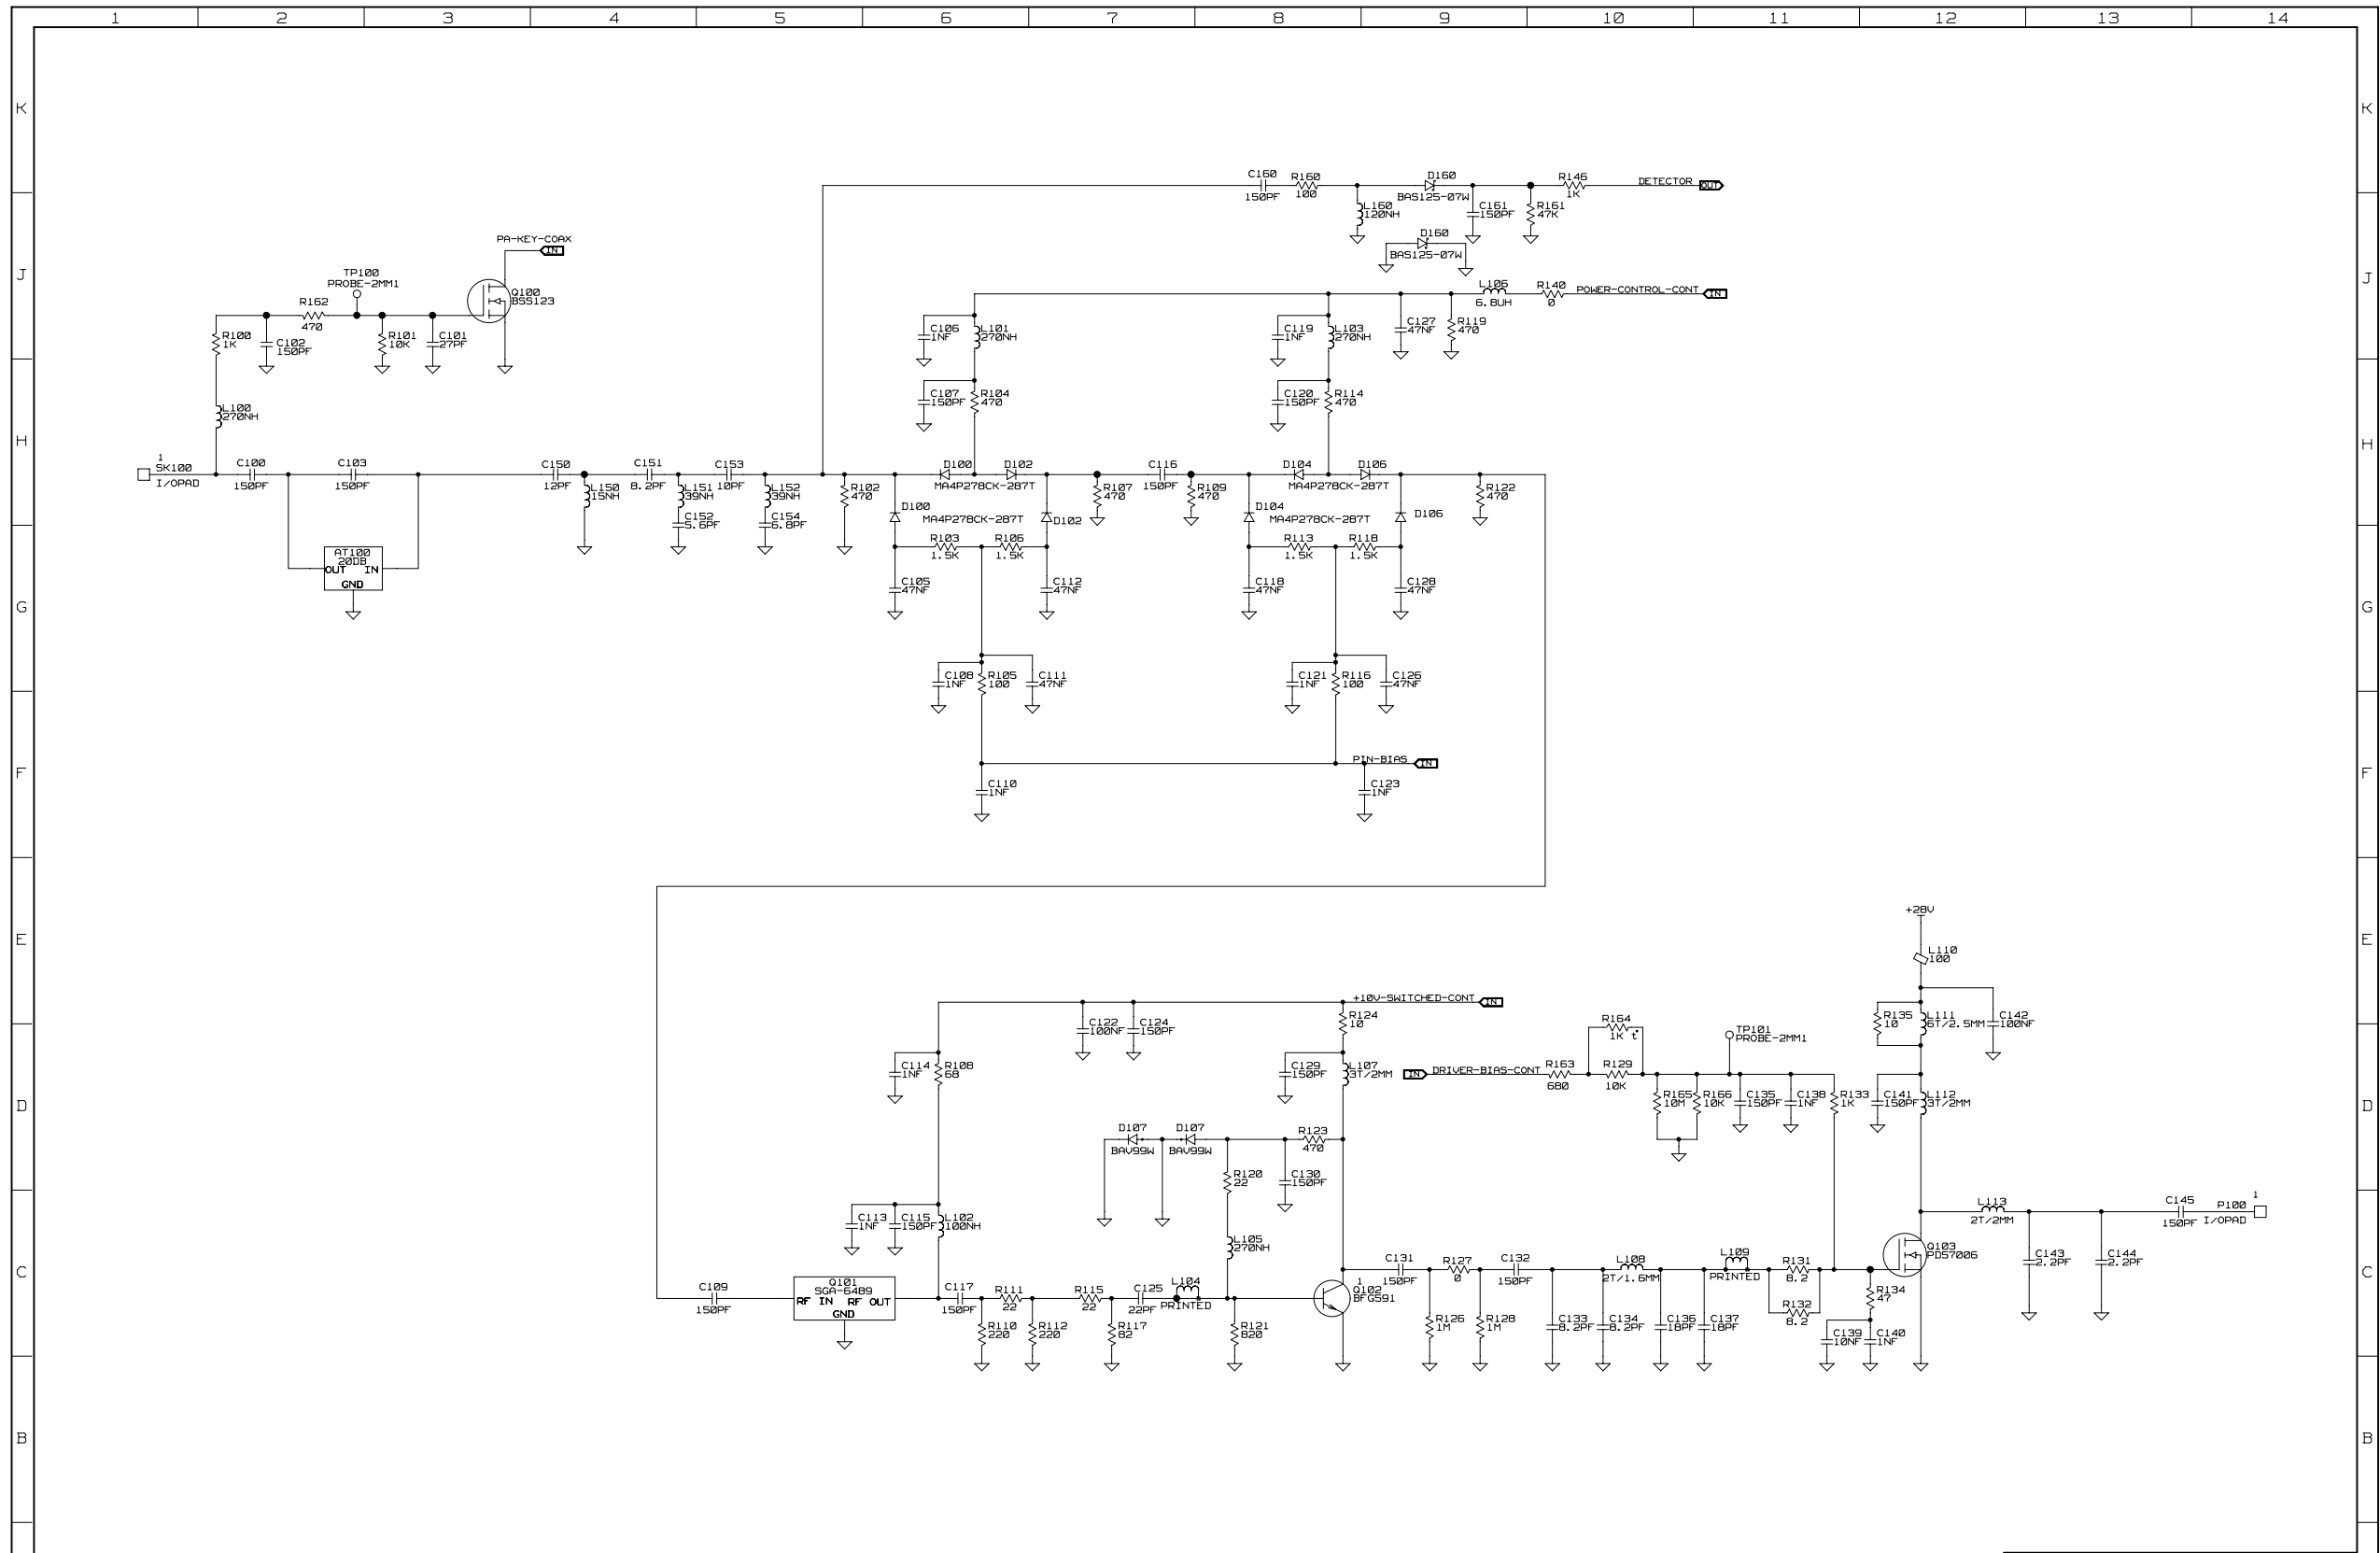 1 2 3 4 5 6 7 8 9 10 11 12 13 14
K K
C160
150PF
R160
100
D160
BAS125-07W
R146
1K
DETECTOR OUT
L160
120NH
C161
150PF
R161
47K
D160
BAS125-07W
PA-KEY-COAX
IN
J J
TP100
PROBE-2MM1
Q100
BSS123
R162
470
L106
6.8UH
R140
0
POWER-CONTROL-CONT IN
R100
1K
C102
150PF
R101
10K
C101
27PF
C106
1NF
L101
270NH
C119
1NF
L103
270NH
C127
47NF
R119
470
L100
270NH
C107
150PF
R104
470
C120
150PF
R114
470
H H
1
SK100
I/OPAD
C100
150PF
C103
150PF
C150
12PF
C151
8.2PF
C153
10PF
D100
D102
MA4P278CK-287T
C116
150PF
D104
D106
MA4P278CK-287T
L150
15NH
L151
39NH
L152
39NH
R102
470
R107
470
R109
470
R122
470
C152
5.6PF
C154
6.8PF
D100
MA4P278CK-287T
D102
D104
MA4P278CK-287T
D106
R103
1.5K
R106
1.5K
R113
1.5K
R118
1.5K
AT100
20DB
OUT IN
GND
C105
47NF
C112
47NF
C118
47NF
C128
47NF
G G
C108
1NF
R105
100
C111
47NF
C121
1NF
R116
100
C126
47NF
PIN-BIAS IN
F F
C110
1NF
C123
1NF
+28V
E E
L110
100
+10V-SWITCHED-CONT IN
C122
100NF
C124
150PF
R124
10
R164
1K t°
TP101
PROBE-2MM1
R135
10
L111
6T/2.5MM
C142
100NF
C114
1NF
R108
68
C129
150PF
L107
3T/2MM
IN DRIVER-BIAS-CONT
R163
680
R129
10K
R165
10M
R166
10K
C135
150PF
C138
1NF
R133
1K
C141
150PF
L112
3T/2MM
D D
D107
BAV99W
D107
BAV99W
R123
470
R120
22
C130
150PF
C113
1NF
C115
150PF
L102
100NH
L105
270NH
L113
2T/2MM
C145
150PF
P100
I/OPAD
1
Q103
PD57006
C143
2.2PF
C144
2.2PF
C C
C109
150PF
Q101
SGA-6489
RF IN RF OUT
GND
C117
150PF
R111
22
R115
22
C125
22PF
L104
PRINTED
1
Q102
BFG591
C131
150PF
R127
0
C132
150PF
L108
2T/1.6MM
L109
PRINTED
R131
8.2
R132
8.2
R134
47
R110
220
R112
220
R117
82
R121
820
R126
1M
R128
1M
C133
8.2PF
C134
8.2PF
C136
18PF
C137
18PF
C139
10NF
C140
1NF
B B